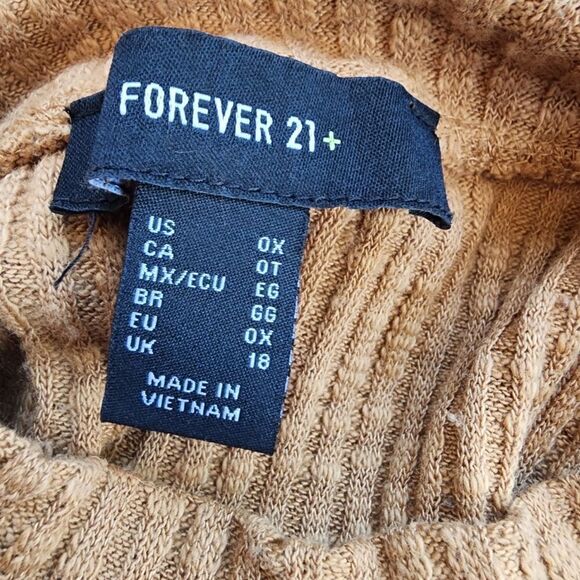 FOREVER 21+
US 0X
CA 0T
MX/ECU EG
BR GG
EU 0X
UK 18
MADE IN
VIETNAM